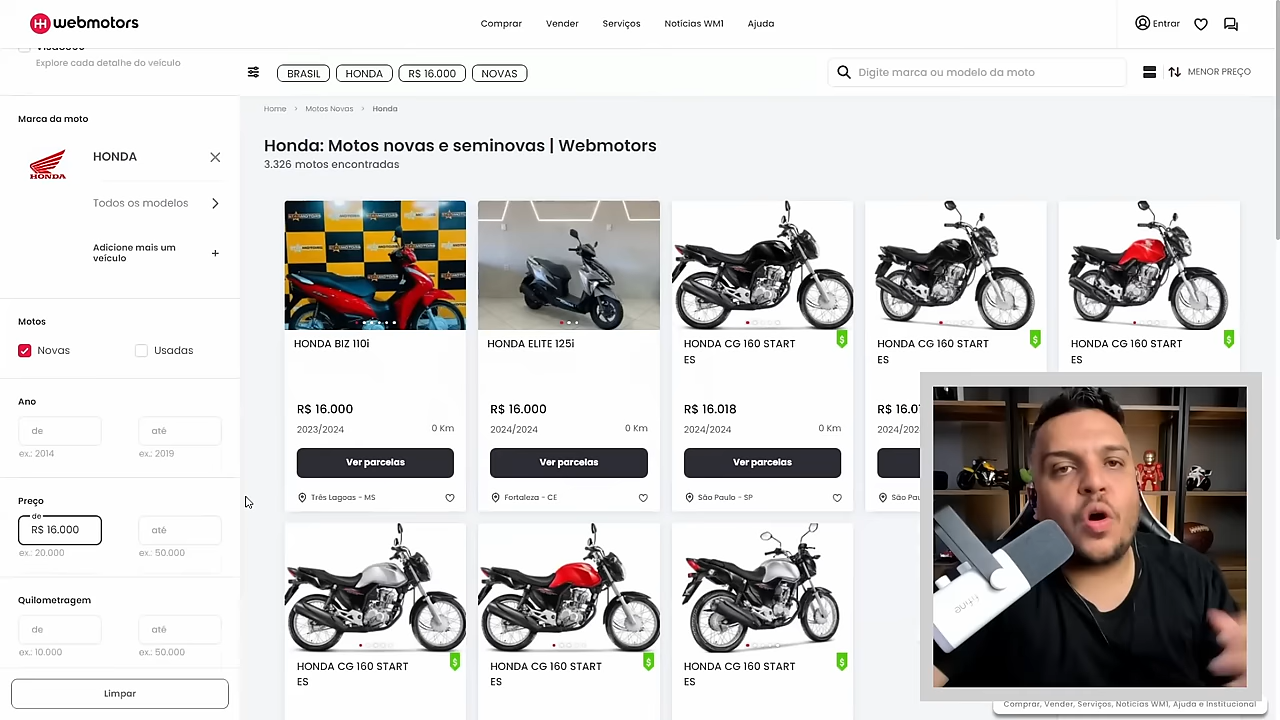 webmotors
Comprar
Vender
Serviços
Notícias WM1
Ajuda
Entrar
Explore cada detalhe do veículo
BRASIL
HONDA
R$ 16.000
NOVAS
Digite marca ou modelo da moto
MENOR PREÇO
Marca da moto
HONDA
HONDA
Todos os modelos
Adicione mais um
veículo
Motos
Novas
Usadas
Ano
de
até
ex.: 2014
ex.: 2019
Preço
de
R$ 16.000
até
ex.: 20.000
ex.: 50.000
Quilometragem
de
até
ex.: 10.000
ex.: 50.000
Limpar
Home > Motos Novas > Honda
Honda: Motos novas e seminovas | Webmotors
3.326 motos encontradas
HONDA BIZ 110i
R$ 16.000
2023/2024
0 Km
Ver parcelas
Três Lagoas - MS
HONDA ELITE 125i
R$ 16.000
2024/2024
0 Km
Ver parcelas
Fortaleza - CE
HONDA CG 160 START
ES
R$ 16.018
2024/2024
0 Km
Ver parcelas
São Paulo - SP
HONDA CG 160 START
ES
2024/2024
HONDA CG 160 START
ES
HONDA CG 160 START
ES
HONDA CG 160 START
ES
HONDA CG 160 START
ES
fifine
Comprar, Vender, Serviços, Notícias WM1, Ajuda e Institucional